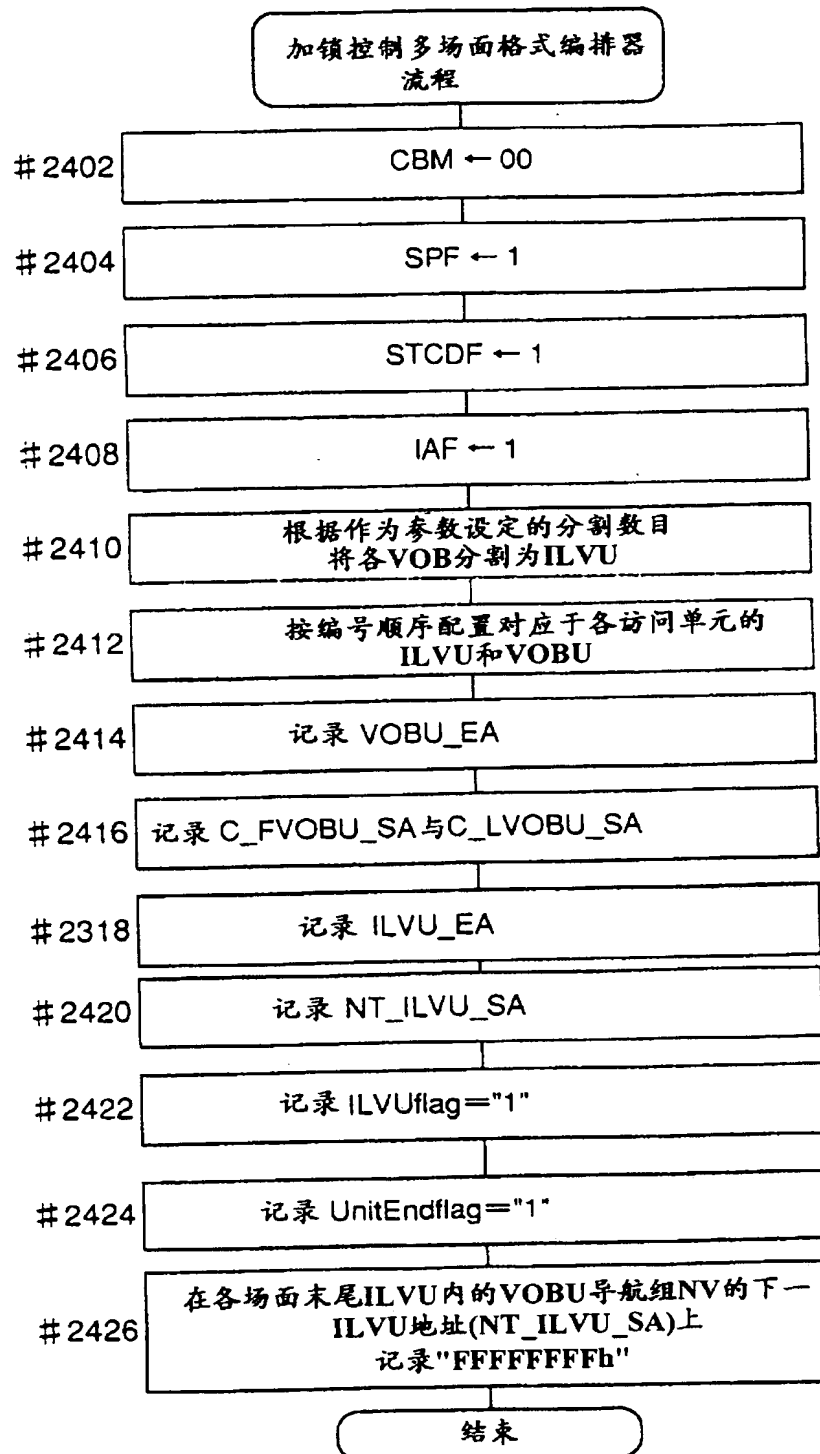 加锁控制多场面格式编排器
流程
#2402
CBM ← 00
#2404
SPF ← 1
#2406
STCDF ← 1
#2408
IAF ← 1
#2410
根据作为参数设定的分割数目
将各VOB分割为ILVU
#2412
按编号顺序配置对应于各访问单元的
ILVU和VOBU
#2414
记录 VOBU_EA
#2416
记录 C_FVOBU_SA与C_LVOBU_SA
#2318
记录 ILVU_EA
#2420
记录 NT_ILVU_SA
#2422
记录 ILVUflag="1"
#2424
记录 UnitEndflag="1"
#2426
在各场面末尾ILVU内的VOBU导航组NV的下一
ILVU地址(NT_ILVU_SA)上
记录"FFFFFFFFh"
结束